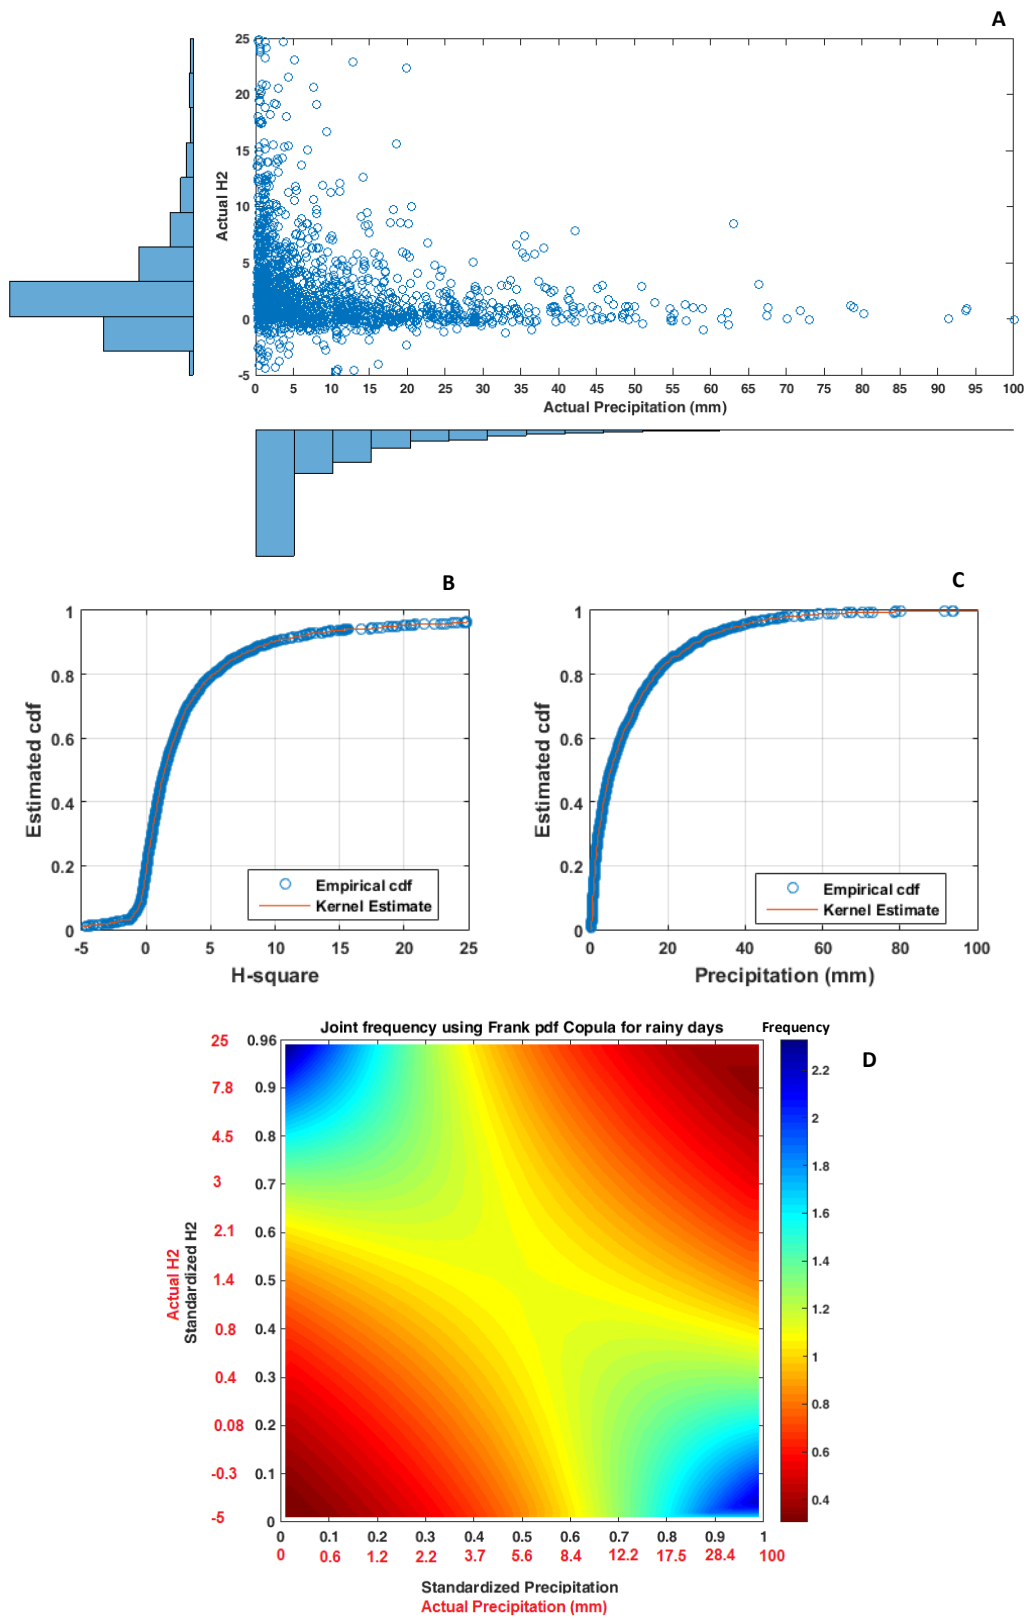 A
25
20
15
10
5
0
-5
Actual H2
0 5 10 15 20 25 30 35 40 45 50 55 60 65 70 75 80 85 90 95 100
Actual Precipitation (mm)
B
1
0.8
0.6
0.4
0.2
0
Estimated cdf
Empirical cdf
Kernel Estimate
-5 0 5 10 15 20 25
H-square
C
1
0.8
0.6
0.4
0.2
0
Estimated cdf
Empirical cdf
Kernel Estimate
0 20 40 60 80 100
Precipitation (mm)
Joint frequency using Frank pdf Copula for rainy days
Frequency
D
25 0.96
7.8 0.9
4.5 0.8
3 0.7
2.1 0.6
1.4 0.5
0.8 0.4
0.4 0.3
0.08 0.2
-0.3 0.1
-5 0
Actual H2
Standardized H2
2.2
2
1.8
1.6
1.4
1.2
1
0.8
0.6
0.4
0 0.1 0.2 0.3 0.4 0.5 0.6 0.7 0.8 0.9 1
0 0.6 1.2 2.2 3.7 5.6 8.4 12.2 17.5 28.4 100
Standardized Precipitation
Actual Precipitation (mm)